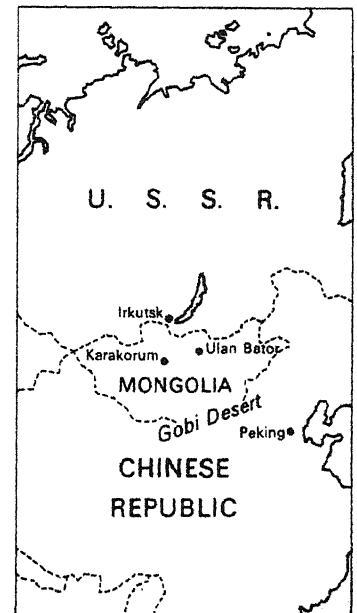 U. S. S. R.
Irkutsk
Ulan Bator
Karakorum
MONGOLIA
Gobi Desert
Peking
CHINESE
REPUBLIC